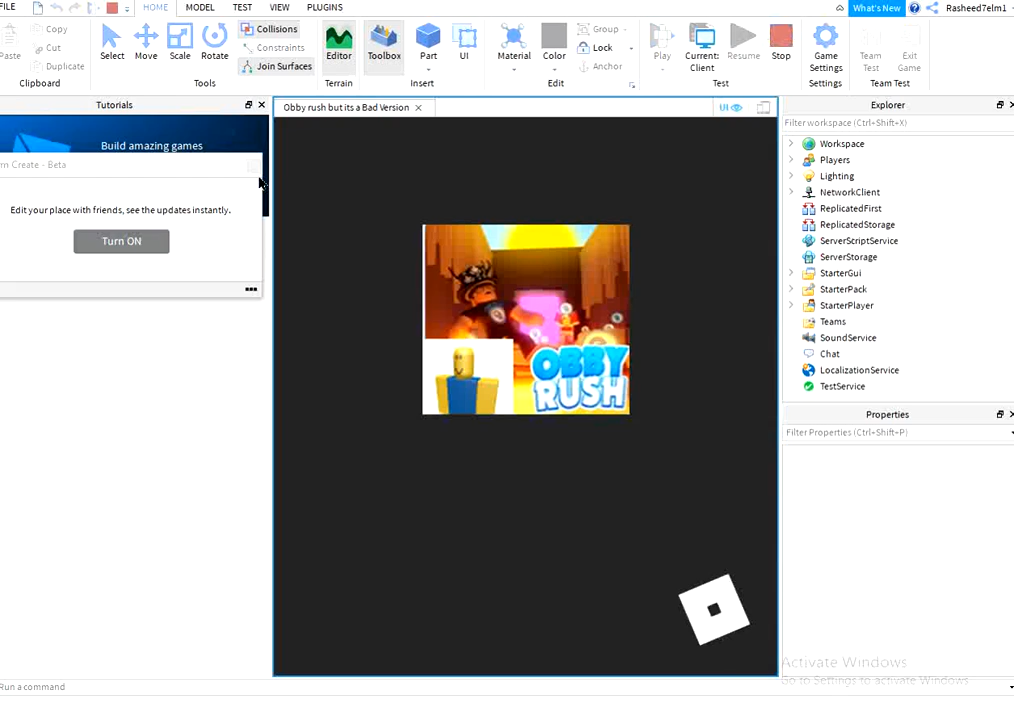 FILE HOME MODEL TEST VIEW PLUGINS What's New Rasheed7elm1
Paste Copy Cut Duplicate
Clipboard
Select Move Scale Rotate
Collisions
Constraints
Join Surfaces
Tools
Editor
Terrain
Toolbox Part UI
Insert
Material Color
Group
Lock
Anchor
Edit
Play Current: Client Resume Stop
Test
Game Settings
Settings
Team Test Exit Game
Team Test
Tutorials
Build amazing games
Create - Beta
Edit your place with friends, see the updates instantly.
Turn ON
Obby rush but its a Bad Version
UI
OBBY
RUSH
Explorer
Filter workspace (Ctrl+Shift+X)
Workspace
Players
Lighting
NetworkClient
ReplicatedFirst
ReplicatedStorage
ServerScriptService
ServerStorage
StarterGui
StarterPack
StarterPlayer
Teams
SoundService
Chat
LocalizationService
TestService
Properties
Filter Properties (Ctrl+Shift+P)
Activate Windows
Go to Settings to activate Windows.
Run a command